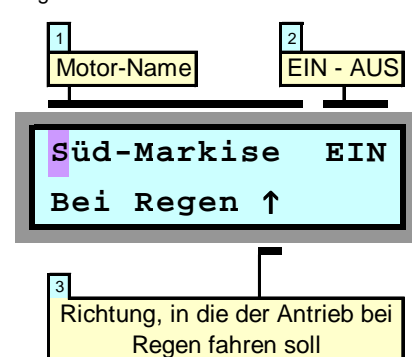 1
2
Motor-Name
EIN - AUS
Süd-Markise EIN
Bei Regen ↑
3
Richtung, in die der Antrieb bei
Regen fahren soll